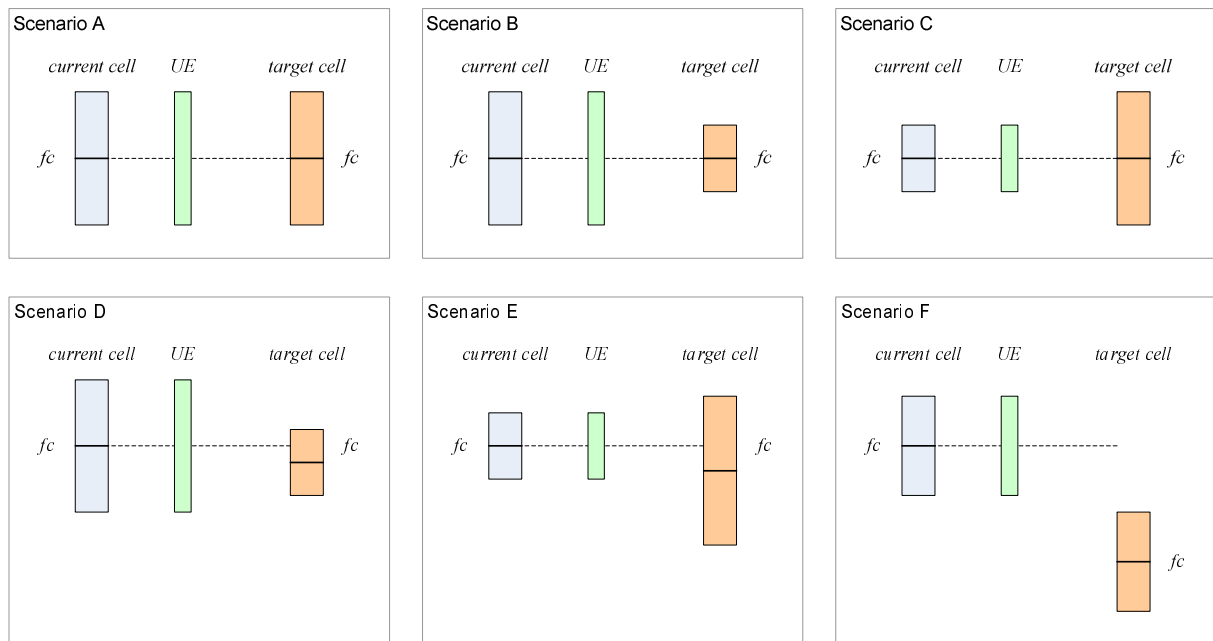 Scenario A
current cell UE target cell
fc fc
Scenario B
current cell UE target cell
fc fc
Scenario C
current cell UE target cell
fc fc
Scenario D
current cell UE target cell
fc fc
Scenario E
current cell UE target cell
fc fc
Scenario F
current cell UE target cell
fc
fc